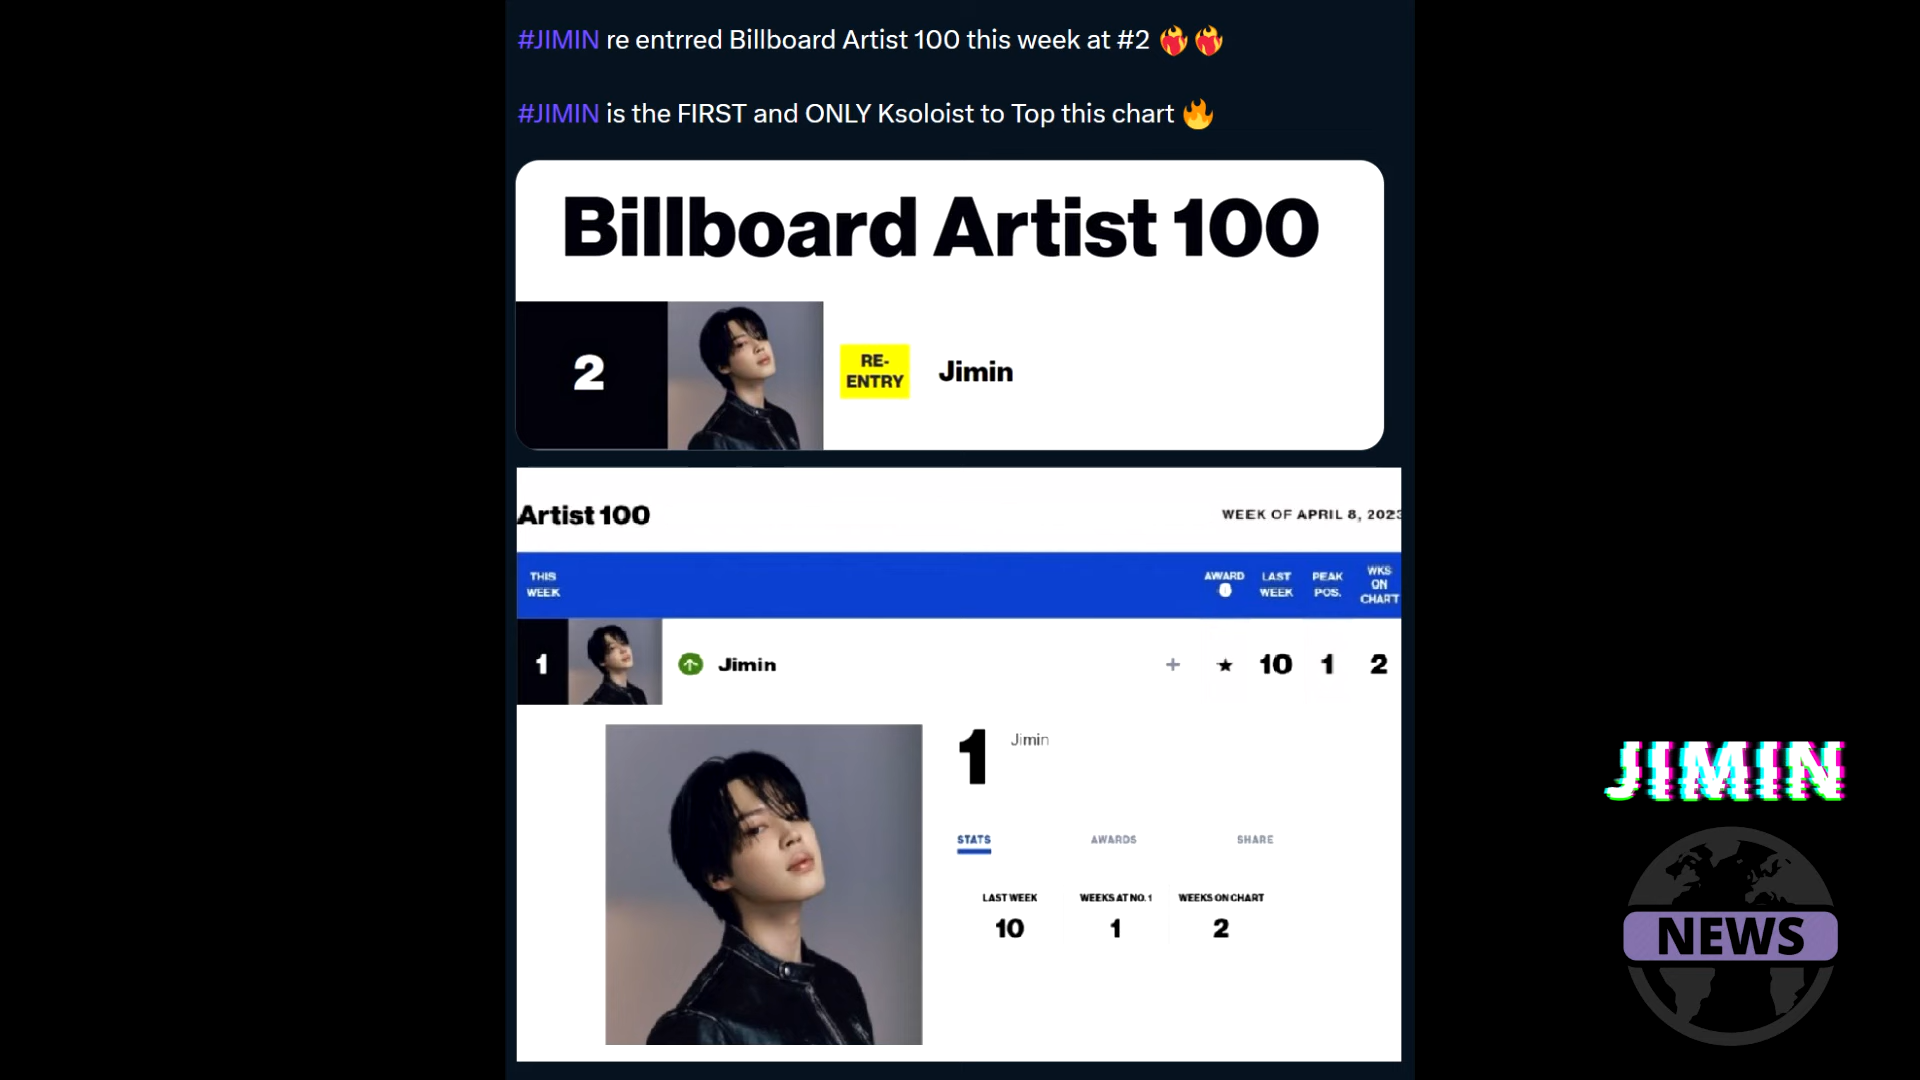 #JIMIN re entrred Billboard Artist 100 this week at #2 ❤️‍🔥❤️‍🔥
#JIMIN is the FIRST and ONLY Ksoloist to Top this chart 🔥
Billboard Artist 100
2
RE-
ENTRY
Jimin
Artist 100
WEEK OF APRIL 8, 2023
THIS
WEEK
AWARD
LAST
WEEK
PEAK
POS.
WKS
ON
CHART
1
Jimin
+ ★ 10 1 2
1
Jimin
STATS
AWARDS
SHARE
LAST WEEK
WEEKS AT NO. 1
WEEKS ON CHART
10
1
2
JIMIN
NEWS